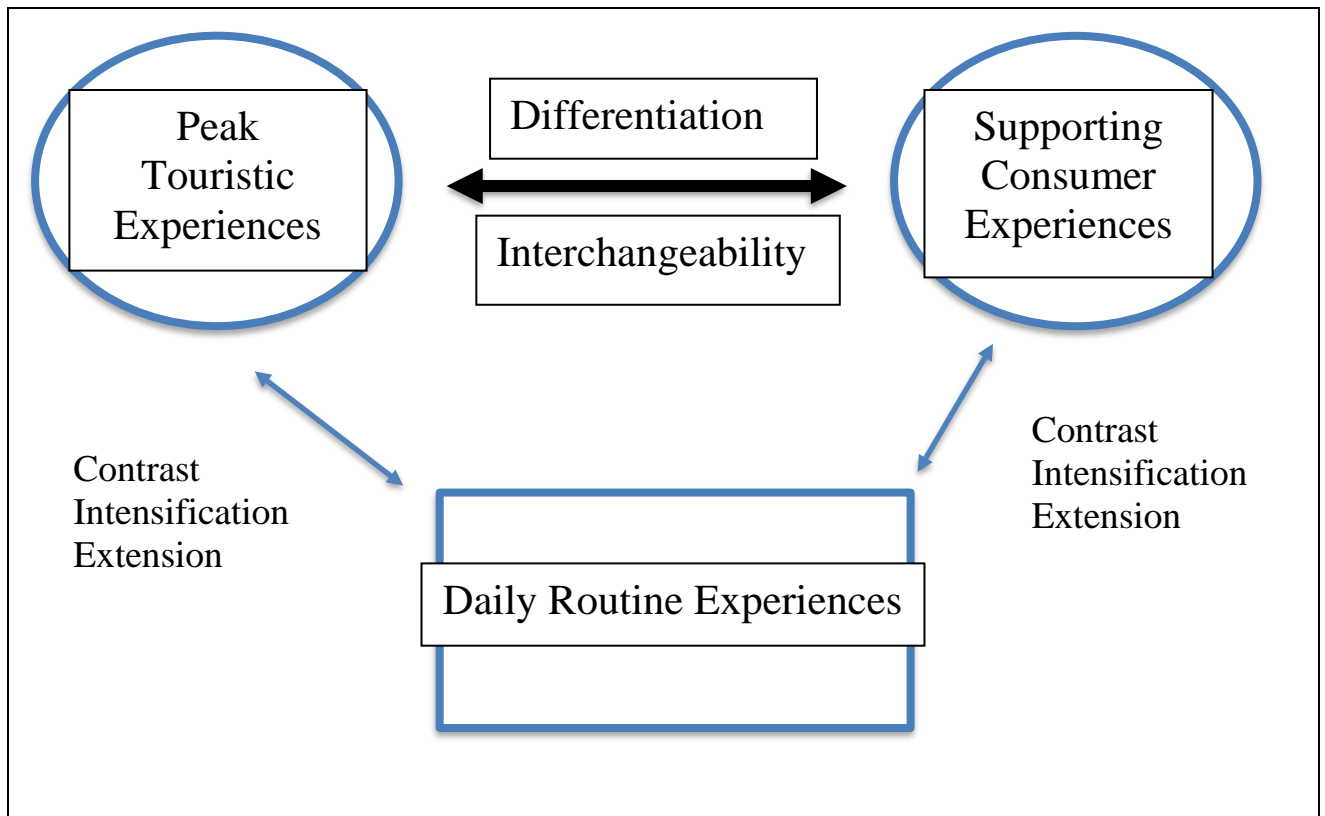 Peak
Touristic
Experiences
Differentiation
Interchangeability
Supporting
Consumer
Experiences
Contrast
Intensification
Extension
Contrast
Intensification
Extension
Daily Routine Experiences